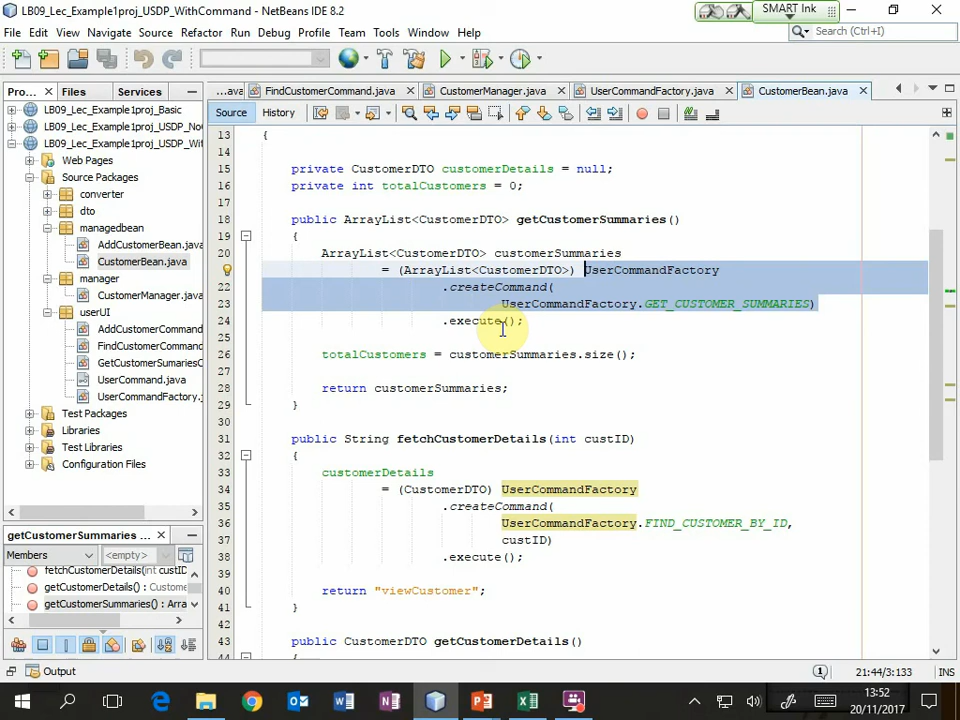 LB09_Lec_Example1proj_USDP_WithCommand - NetBeans IDE 8.2
SMART Ink
File Edit View Navigate Source Refactor Run Debug Profile Team Tools Window Help
Search (Ctrl+I)
Pro... Files Services
...ava FindCustomerCommand.java CustomerManager.java UserCommandFactory.java CustomerBean.java
Source History
LB09_Lec_Example1proj_Basic
LB09_Lec_Example1proj_USDP_No
LB09_Lec_Example1proj_USDP_Wit
Web Pages
Source Packages
converter
dto
managedbean
AddCustomerBean.java
CustomerBean.java
manager
CustomerManager.java
userUI
AddCustomerCommand
FindCustomerCommand
GetCustomerSumariesC
UserCommand.java
UserCommandFactory.j
Test Packages
Libraries
Test Libraries
Configuration Files
getCustomerSummaries
Members <empty>
fetchCustomerDetails(int custID
getCustomerDetails() : Custome
getCustomerSummaries() : Arra
13 {
14
15 private CustomerDTO customerDetails = null;
16 private int totalCustomers = 0;
17
18 public ArrayList<CustomerDTO> getCustomerSummaries()
19 {
20 ArrayList<CustomerDTO> customerSummaries
= (ArrayList<CustomerDTO>) UserCommandFactory
22 .createCommand(
23 UserCommandFactory.GET_CUSTOMER_SUMMARIES)
24 .execute();
25
26 totalCustomers = customerSummaries.size();
27
28 return customerSummaries;
29 }
30
31 public String fetchCustomerDetails(int custID)
32 {
33 customerDetails
34 = (CustomerDTO) UserCommandFactory
35 .createCommand(
36 UserCommandFactory.FIND_CUSTOMER_BY_ID,
37 custID)
38 .execute();
39
40 return "viewCustomer";
41 }
42
43 public CustomerDTO getCustomerDetails()
44 {
Output
1 21:44/3:133 INS
13:52
20/11/2017